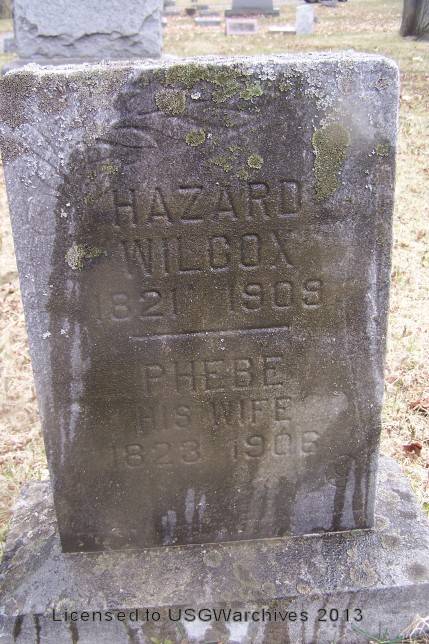 HAZARD
WILCOX
1821 1909
PHEBE
HIS WIFE
1823 1906
Licensed to USGWarchives 2013